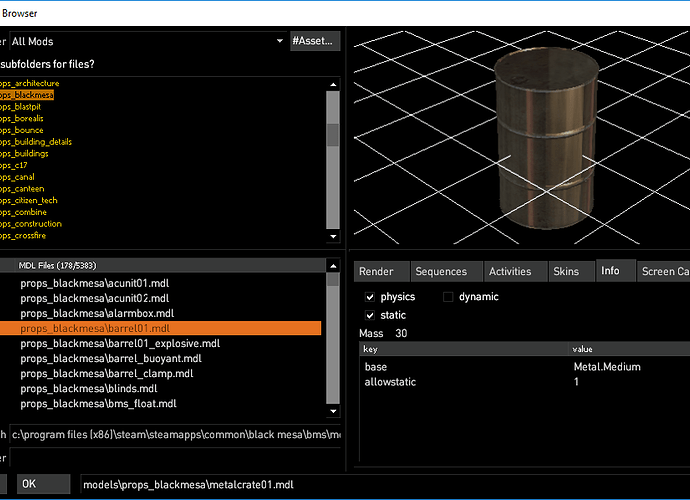 Browser
er All Mods #Asset...
subfolders for files?
ops_architecture
ops_blackmesa
ops_blastpit
ops_borealis
ops_bounce
ops_building_details
ops_buildings
ops_c17
ops_canal
ops_canteen
ops_citizen_tech
ops_combine
ops_construction
ops_crossfire
MDL Files (178/5383)
props_blackmesa\acunit01.mdl
props_blackmesa\acunit02.mdl
props_blackmesa\alarmbox.mdl
props_blackmesa\barrel01.mdl
props_blackmesa\barrel01_explosive.mdl
props_blackmesa\barrel_buoyant.mdl
props_blackmesa\barrel_clamp.mdl
props_blackmesa\blinds.mdl
props_blackmesa\bms_float.mdl
h c:\program files (x86)\steam\steamapps\common\black mesa\bms\mo
er
OK models\props_blackmesa\metalcrate01.mdl
Render Sequences Activities Skins Info Screen Ca
physics dynamic
static
Mass 30
key value
base Metal.Medium
allowstatic 1